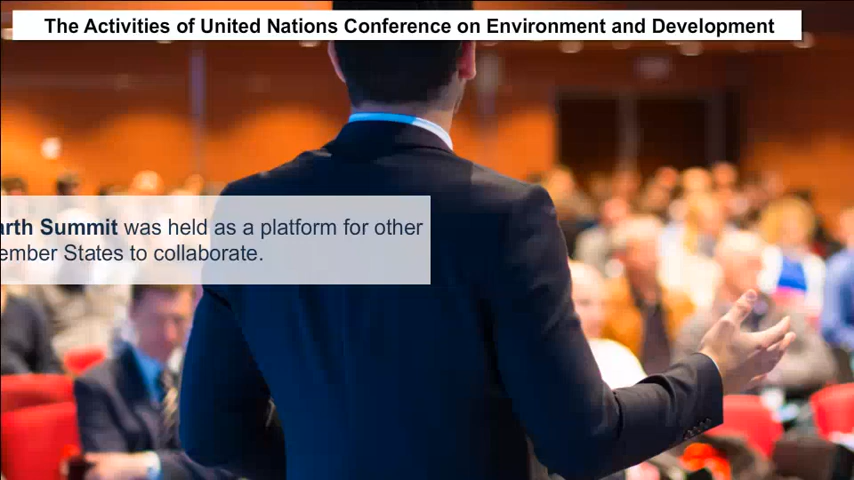 The Activities of United Nations Conference on Environment and Development
arth Summit was held as a platform for other
ember States to collaborate.